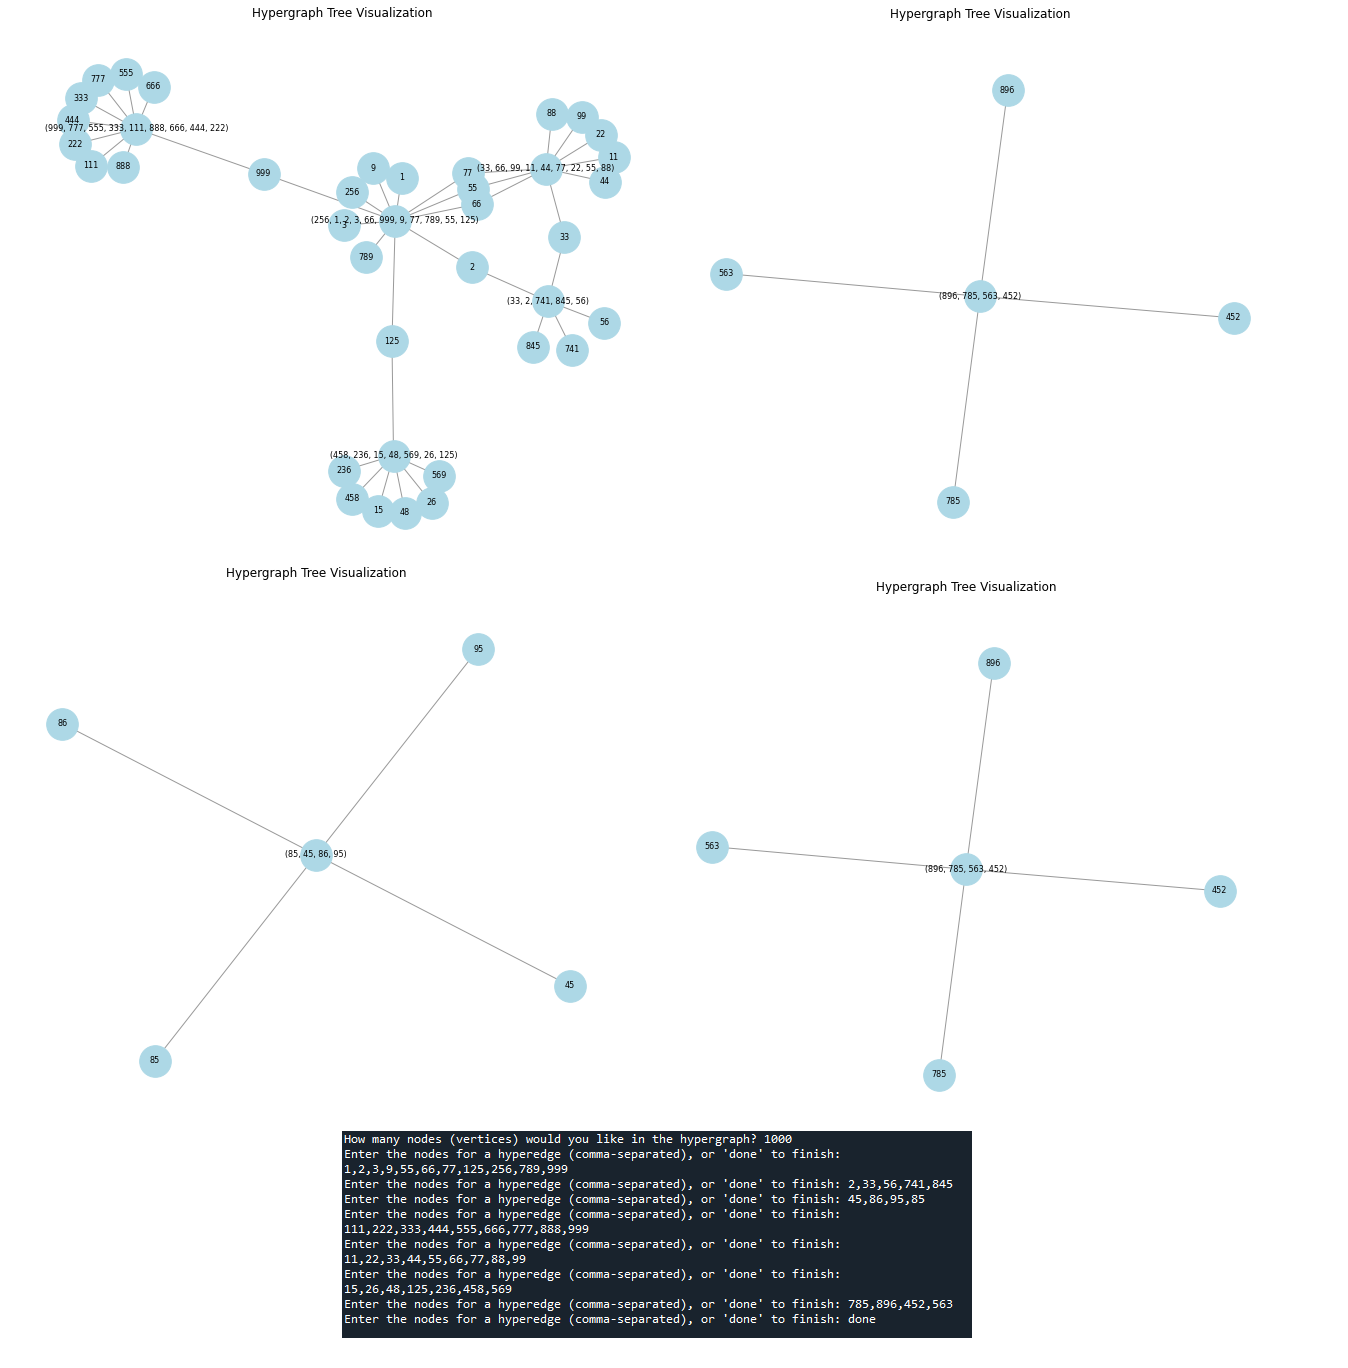 Hypergraph Tree Visualization
Hypergraph Tree Visualization
555
777
666
333
444
(999, 777, 555, 333, 111, 888, 666, 444, 222)
222
111
888
999
88
99
22
11
44
(33, 66, 99, 11, 44, 77, 22, 55, 88)
9
1
77
55
256
66
(256, 1, 2, 3, 66, 999, 9, 77, 789, 55, 125)
3
789
33
2
(33, 2, 741, 845, 56)
56
845
741
125
(458, 236, 15, 48, 569, 26, 125)
236
569
458
26
15
48
896
563
(896, 785, 563, 452)
452
785
Hypergraph Tree Visualization
Hypergraph Tree Visualization
95
86
(85, 45, 86, 95)
45
85
896
563
(896, 785, 563, 452)
452
785
How many nodes (vertices) would you like in the hypergraph? 1000
Enter the nodes for a hyperedge (comma-separated), or 'done' to finish:
1,2,3,9,55,66,77,125,256,789,999
Enter the nodes for a hyperedge (comma-separated), or 'done' to finish: 2,33,56,741,845
Enter the nodes for a hyperedge (comma-separated), or 'done' to finish: 45,86,95,85
Enter the nodes for a hyperedge (comma-separated), or 'done' to finish:
111,222,333,444,555,666,777,888,999
Enter the nodes for a hyperedge (comma-separated), or 'done' to finish:
11,22,33,44,55,66,77,88,99
Enter the nodes for a hyperedge (comma-separated), or 'done' to finish:
15,26,48,125,236,458,569
Enter the nodes for a hyperedge (comma-separated), or 'done' to finish: 785,896,452,563
Enter the nodes for a hyperedge (comma-separated), or 'done' to finish: done